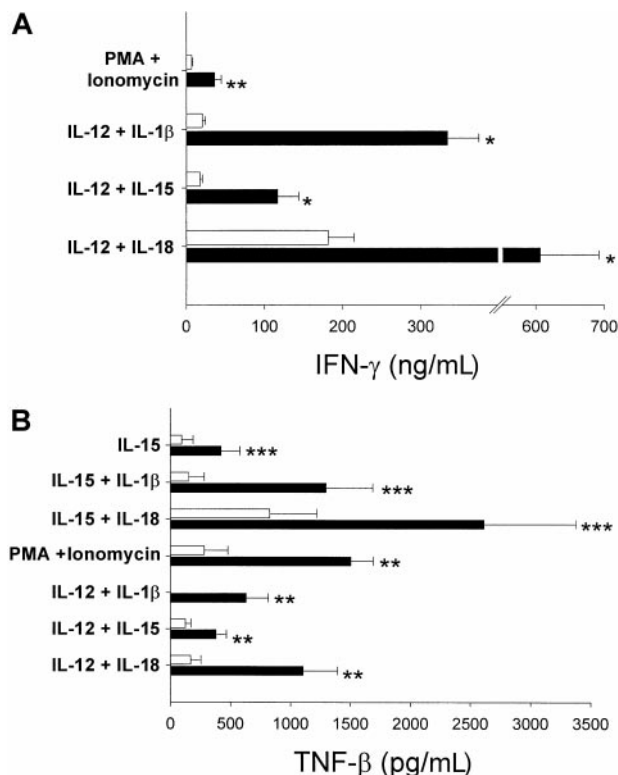 A
PMA +
Ionomycin
**
IL-12 + IL-1β
*
IL-12 + IL-15
*
IL-12 + IL-18
*
0 100 200 300 600 700
IFN-γ (ng/mL)
B
IL-15
***
IL-15 + IL-1β
***
IL-15 + IL-18
***
PMA +Ionomycin
**
IL-12 + IL-1β
**
IL-12 + IL-15
**
IL-12 + IL-18
**
0 500 1000 1500 2000 2500 3000 3500
TNF-β (pg/mL)